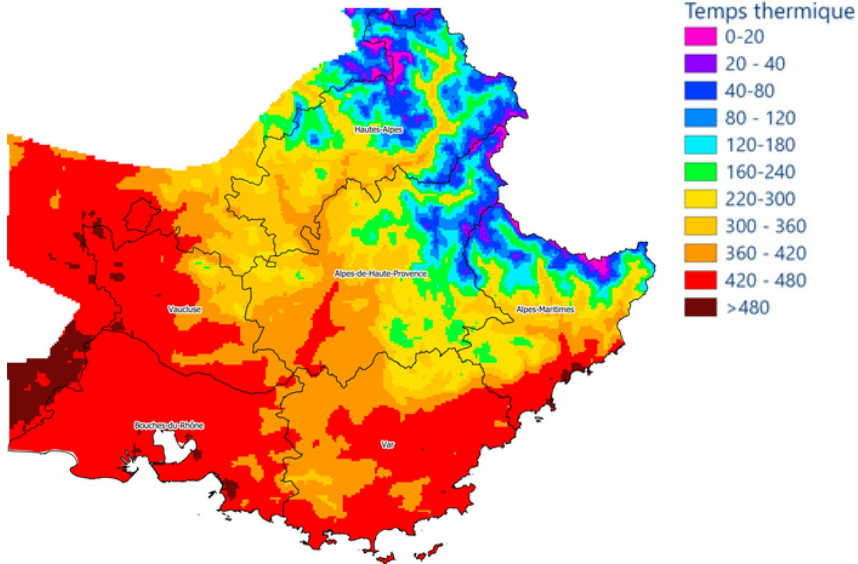 Temps thermique
0-20
20 - 40
40-80
80 - 120
120-180
160-240
220-300
300 - 360
360 - 420
420 - 480
>480
Hautes-Alpes
Alpes-de-Haute-Provence
Vaucluse
Alpes-Maritimes
Bouches-du-Rhône
Var